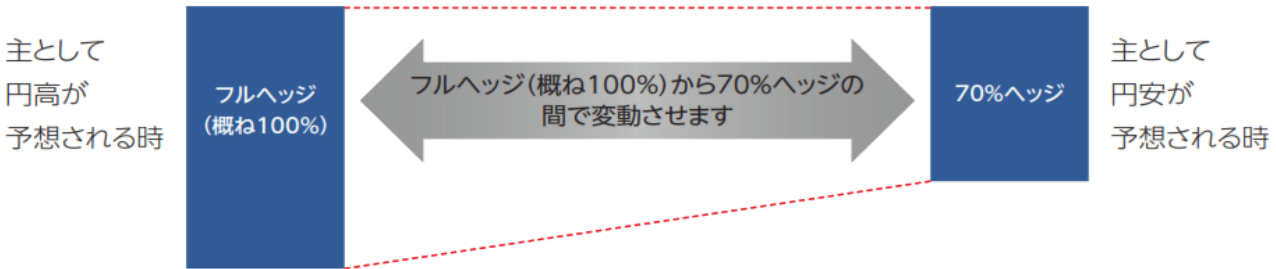 主として
円高が
予想される時
フルヘッジ
(概ね100%)
フルヘッジ(概ね100%)から70%ヘッジの
間で変動させます
70%ヘッジ
主として
円安が
予想される時